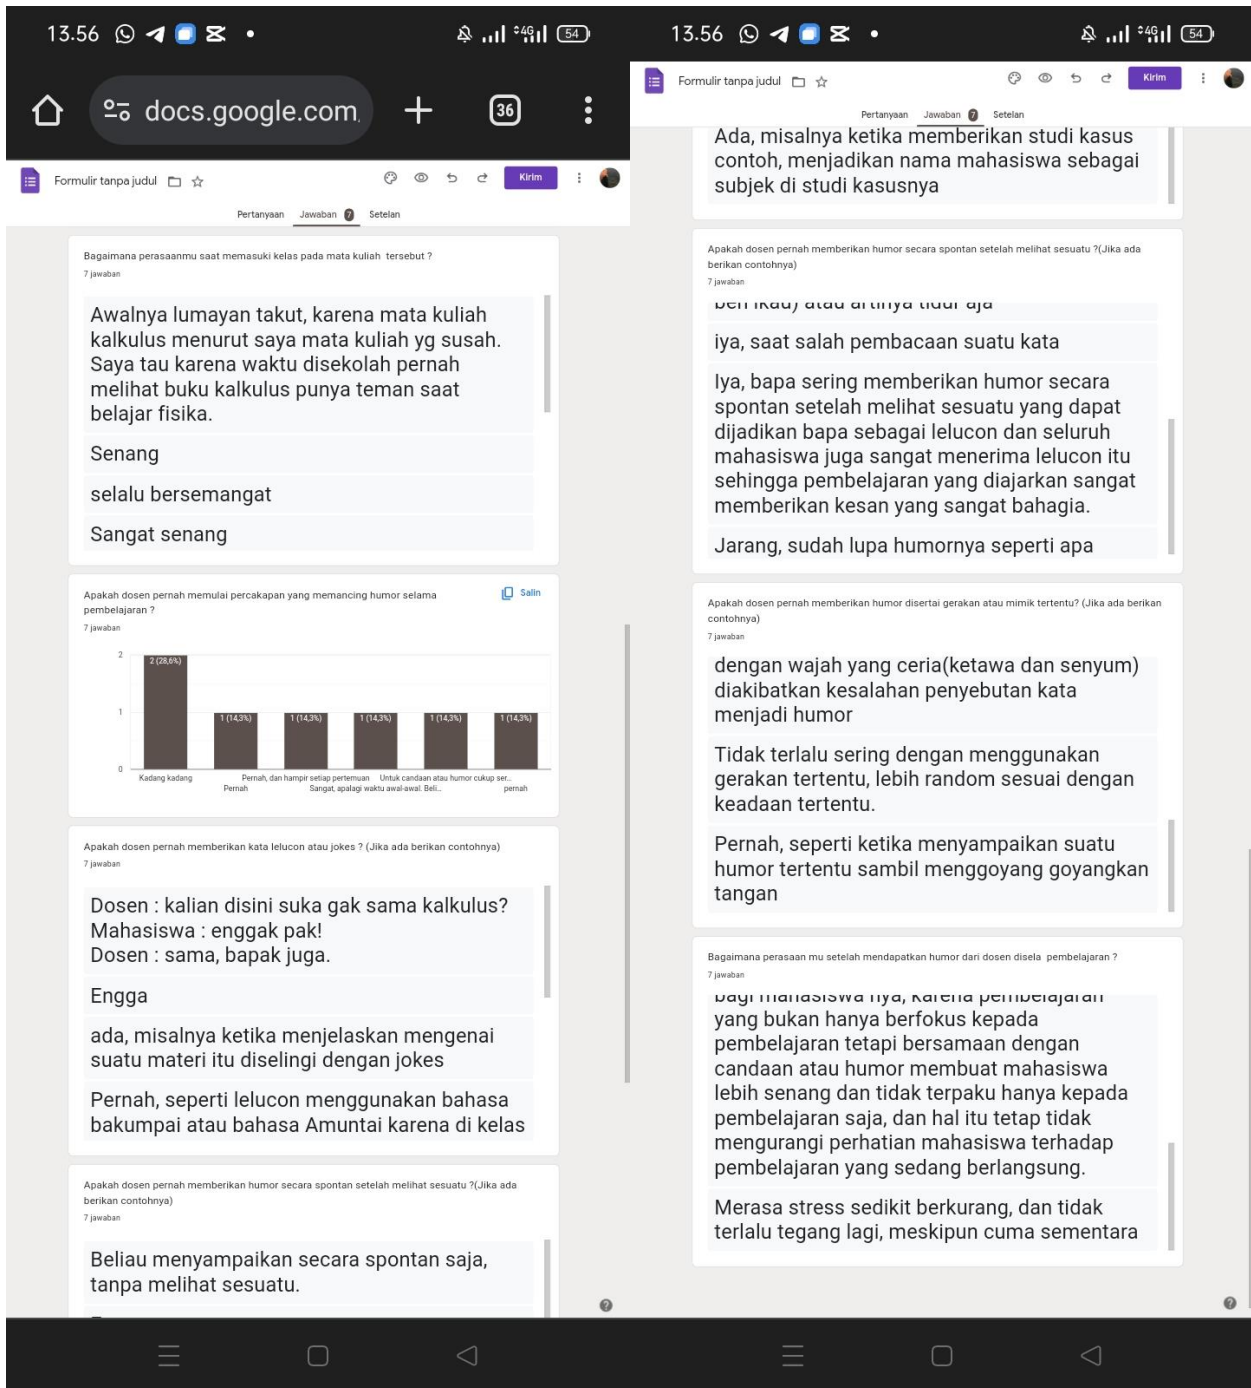 13.56
4G
54
docs.google.com
36
Formulir tanpa judul
Kirim
Pertanyaan Jawaban 7 Setelan
Bagaimana perasaanmu saat memasuki kelas pada mata kuliah tersebut ?
7 jawaban
Awalnya lumayan takut, karena mata kuliah
kalkulus menurut saya mata kuliah yg susah.
Saya tau karena waktu disekolah pernah
melihat buku kalkulus punya teman saat
belajar fisika.
Senang
selalu bersemangat
Sangat senang
Apakah dosen pernah memulai percakapan yang memancing humor selama
pembelajaran ?
Salin
7 jawaban
2
1
0
2 (28,6%)
1 (14,3%)
1 (14,3%)
1 (14,3%)
1 (14,3%)
1 (14,3%)
Kadang kadang
Pernah
Pernah, dan hampir setiap pertemuan
Sangat, apalagi waktu awal-awal. Beli...
Untuk candaan atau humor cukup ser...
pernah
Apakah dosen pernah memberikan kata lelucon atau jokes ? (Jika ada berikan contohnya)
7 jawaban
Dosen : kalian disini suka gak sama kalkulus?
Mahasiswa : enggak pak!
Dosen : sama, bapak juga.
Engga
ada, misalnya ketika menjelaskan mengenai
suatu materi itu diselingi dengan jokes
Pernah, seperti lelucon menggunakan bahasa
bakumpai atau bahasa Amuntai karena di kelas
Apakah dosen pernah memberikan humor secara spontan setelah melihat sesuatu ?(Jika ada
berikan contohnya)
7 jawaban
Beliau menyampaikan secara spontan saja,
tanpa melihat sesuatu.
13.56
4G
54
Formulir tanpa judul
Kirim
Pertanyaan Jawaban 7 Setelan
Ada, misalnya ketika memberikan studi kasus
contoh, menjadikan nama mahasiswa sebagai
subjek di studi kasusnya
Apakah dosen pernah memberikan humor secara spontan setelah melihat sesuatu ?(Jika ada
berikan contohnya)
7 jawaban
ikau) atau artinya tidur aja
iya, saat salah pembacaan suatu kata
Iya, bapa sering memberikan humor secara
spontan setelah melihat sesuatu yang dapat
dijadikan bapa sebagai lelucon dan seluruh
mahasiswa juga sangat menerima lelucon itu
sehingga pembelajaran yang diajarkan sangat
memberikan kesan yang sangat bahagia.
Jarang, sudah lupa humornya seperti apa
Apakah dosen pernah memberikan humor disertai gerakan atau mimik tertentu? (Jika ada berikan
contohnya)
7 jawaban
dengan wajah yang ceria(ketawa dan senyum)
diakibatkan kesalahan penyebutan kata
menjadi humor
Tidak terlalu sering dengan menggunakan
gerakan tertentu, lebih random sesuai dengan
keadaan tertentu.
Pernah, seperti ketika menyampaikan suatu
humor tertentu sambil menggoyang goyangkan
tangan
Bagaimana perasaan mu setelah mendapatkan humor dari dosen disela pembelajaran ?
7 jawaban
bagi mahasiswa nya, karena pembelajaran
yang bukan hanya berfokus kepada
pembelajaran tetapi bersamaan dengan
candaan atau humor membuat mahasiswa
lebih senang dan tidak terpaku hanya kepada
pembelajaran saja, dan hal itu tetap tidak
mengurangi perhatian mahasiswa terhadap
pembelajaran yang sedang berlangsung.
Merasa stress sedikit berkurang, dan tidak
terlalu tegang lagi, meskipun cuma sementara